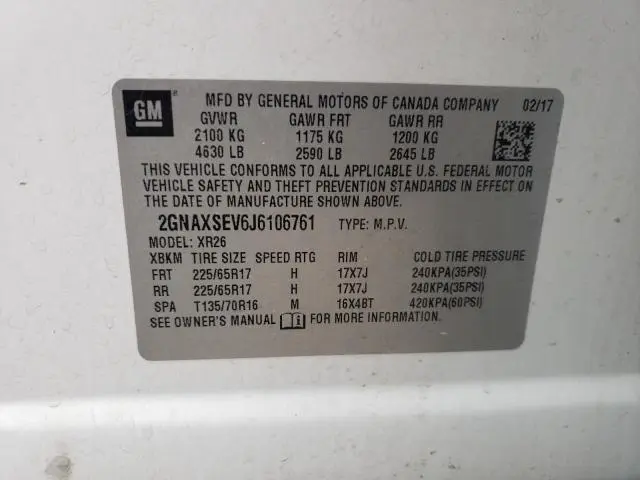 GM ® MFD BY GENERAL MOTORS OF CANADA COMPANY 02/17
GVWR GAWR FRT GAWR RR
2100 KG 1175 KG 1200 KG
4630 LB 2590 LB 2645 LB
THIS VEHICLE CONFORMS TO ALL APPLICABLE U.S. FEDERAL MOTOR
VEHICLE SAFETY AND THEFT PREVENTION STANDARDS IN EFFECT ON
THE DATE OF MANUFACTURE SHOWN ABOVE.
2GNAXSEV6J6106761 TYPE: M.P.V.
MODEL: XR26
XBKM TIRE SIZE SPEED RTG RIM COLD TIRE PRESSURE
FRT 225/65R17 H 17X7J 240KPA(35PSI)
RR 225/65R17 H 17X7J 240KPA(35PSI)
SPA T135/70R16 M 16X4BT 420KPA(60PSI)
SEE OWNER'S MANUAL FOR MORE INFORMATION.